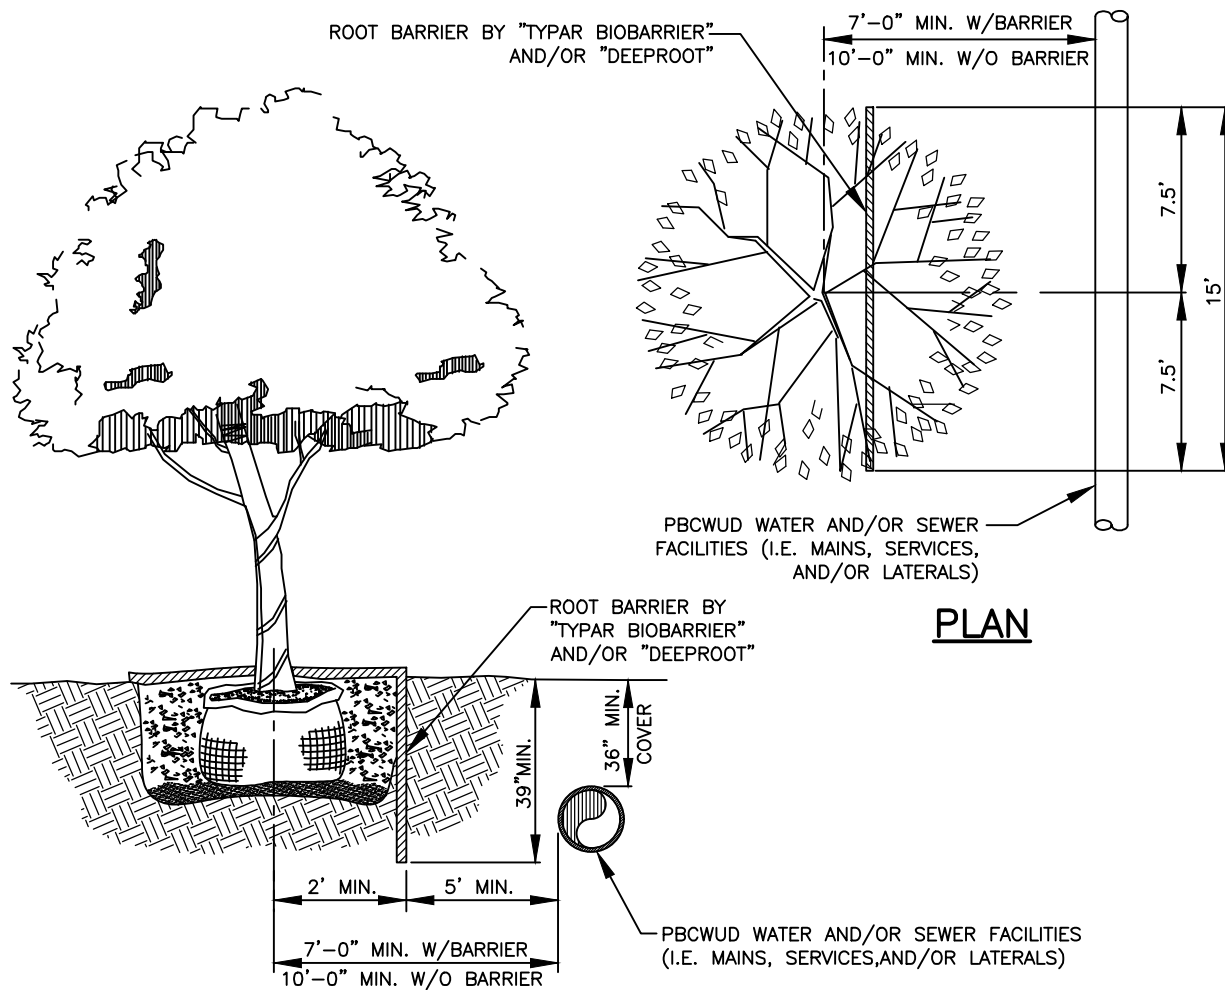 ROOT BARRIER BY "TYPAR BIOBARRIER"
AND/OR "DEEPROOT"
7'-0" MIN. W/BARRIER
10'-0" MIN. W/O BARRIER
7.5'
15'
7.5'
PBCWUD WATER AND/OR SEWER
FACILITIES (I.E. MAINS, SERVICES,
AND/OR LATERALS)
PLAN
ROOT BARRIER BY
"TYPAR BIOBARRIER"
AND/OR "DEEPROOT"
39"MIN.
36" MIN.
COVER
2' MIN.
5' MIN.
7'-0" MIN. W/BARRIER
10'-0" MIN. W/O BARRIER
PBCWUD WATER AND/OR SEWER FACILITIES
(I.E. MAINS, SERVICES,AND/OR LATERALS)